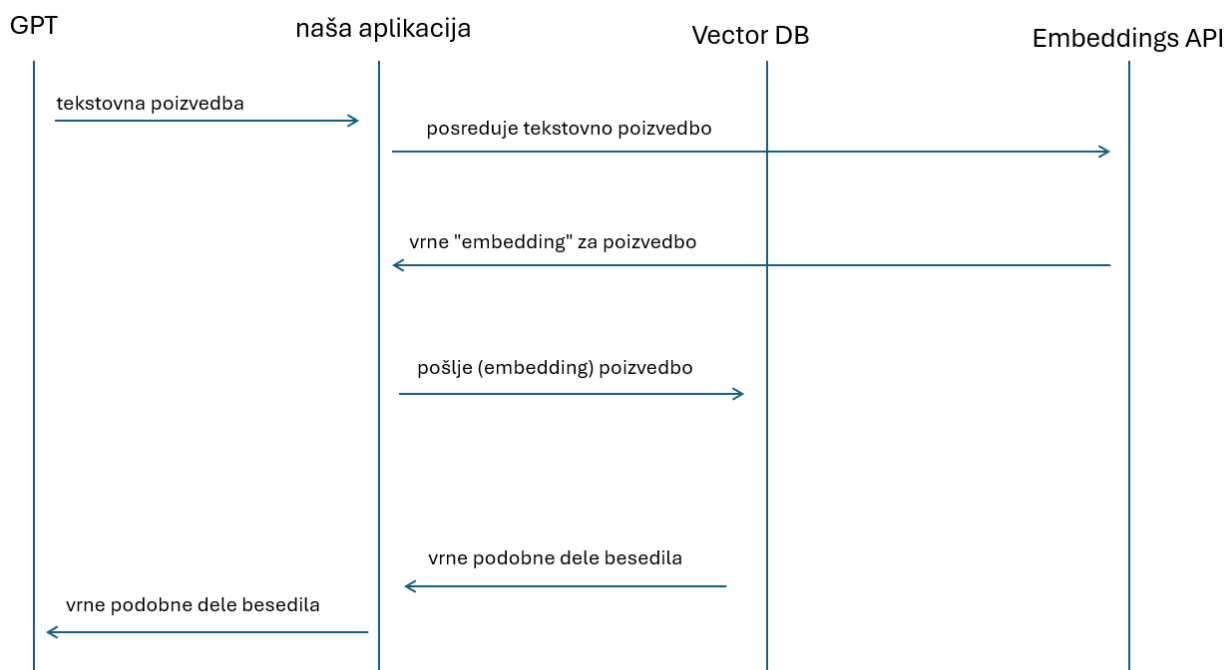 GPT
naša aplikacija
Vector DB
Embeddings API
tekstovna poizvedba
posreduje tekstovno poizvedbo
vrne "embedding" za poizvedbo
pošlje (embedding) poizvedbo
vrne podobne dele besedila
vrne podobne dele besedila